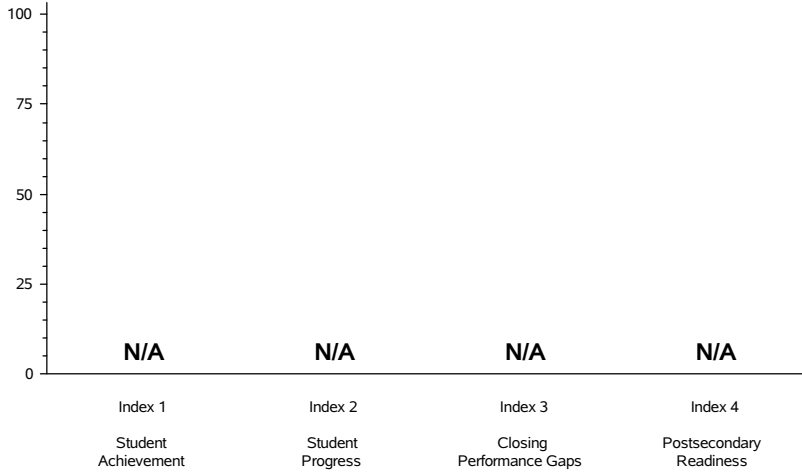 100
75
50
25
0
N/A N/A N/A N/A
Index 1 Index 2 Index 3 Index 4
Student Student Closing Postsecondary
Achievement Progress Performance Gaps Readiness